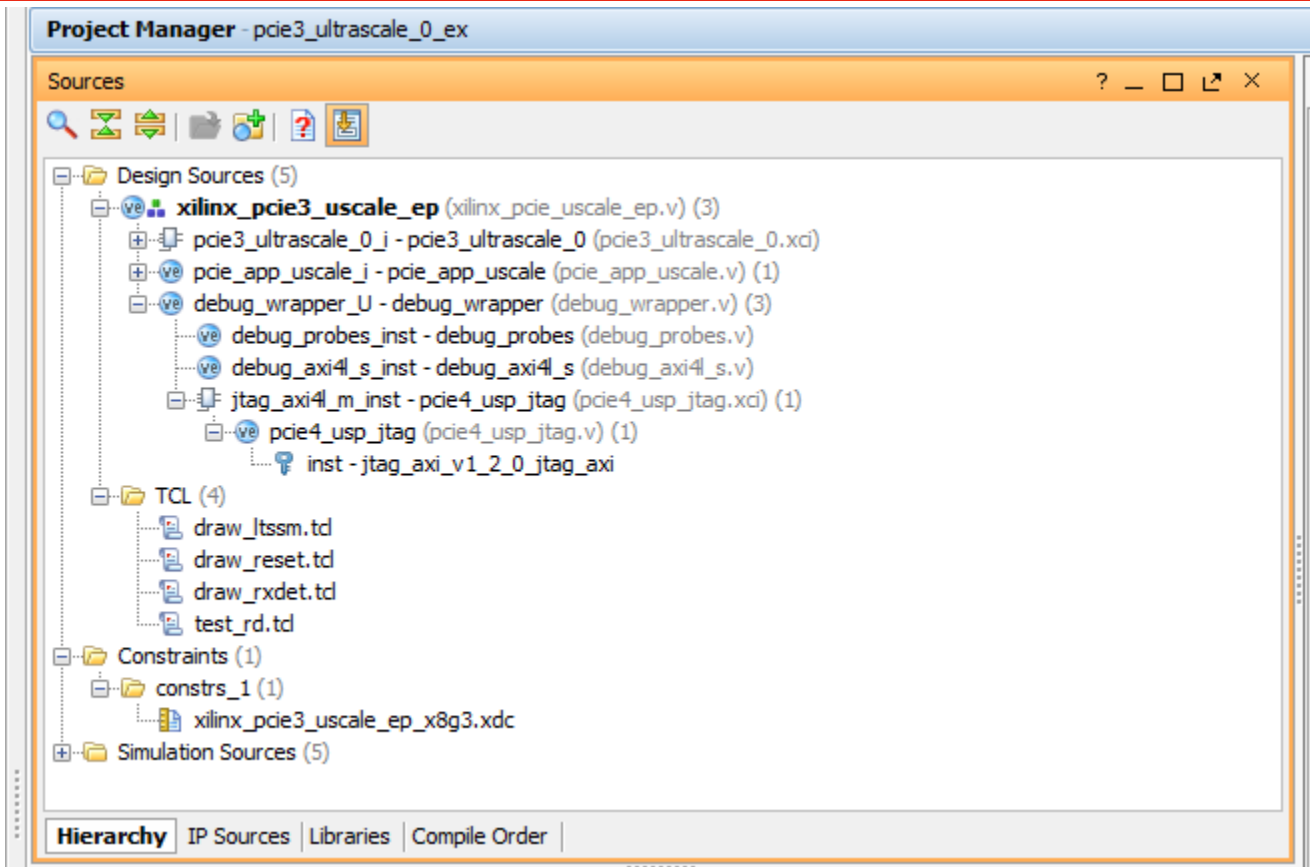 Project Manager - pcie3_ultrascale_0_ex
Sources
Design Sources (5)
xilinx_pcie3_uscale_ep (xilinx_pcie_uscale_ep.v) (3)
pcie3_ultrascale_0_i - pcie3_ultrascale_0 (pcie3_ultrascale_0.xci)
pcie_app_uscale_i - pcie_app_uscale (pcie_app_uscale.v) (1)
debug_wrapper_U - debug_wrapper (debug_wrapper.v) (3)
debug_probes_inst - debug_probes (debug_probes.v)
debug_axi4l_s_inst - debug_axi4l_s (debug_axi4l_s.v)
jtag_axi4l_m_inst - pcie4_usp_jtag (pcie4_usp_jtag.xci) (1)
pcie4_usp_jtag (pcie4_usp_jtag.v) (1)
inst - jtag_axi_v1_2_0_jtag_axi
TCL (4)
draw_ltssm.tcl
draw_reset.tcl
draw_rxdet.tcl
test_rd.tcl
Constraints (1)
constrs_1 (1)
xilinx_pcie3_uscale_ep_x8g3.xdc
Simulation Sources (5)
Hierarchy IP Sources Libraries Compile Order